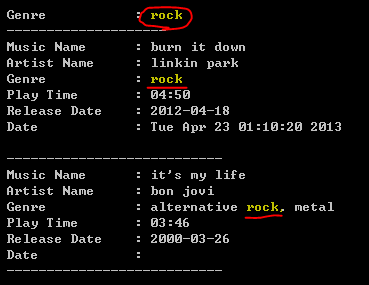 Genre : rock
--------------------
Music Name : burn it down
Artist Name : linkin park
Genre : rock
Play Time : 04:50
Release Date : 2012-04-18
Date : Tue Apr 23 01:10:20 2013
---------------------------
Music Name : it's my life
Artist Name : bon jovi
Genre : alternative rock, metal
Play Time : 03:46
Release Date : 2000-03-26
Date :
---------------------------